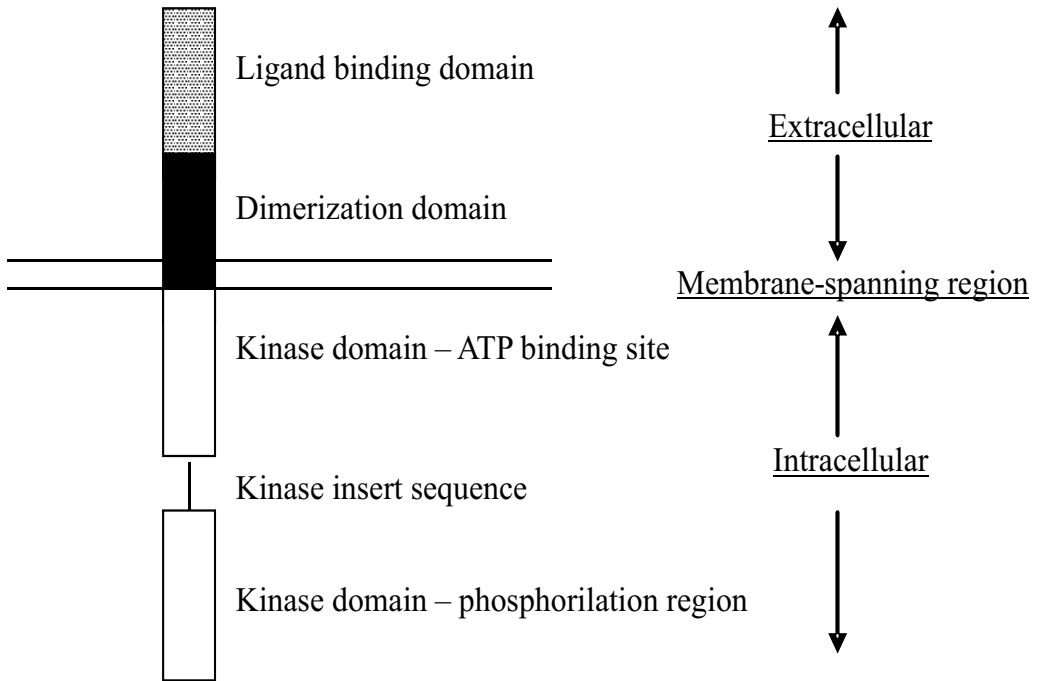 Ligand binding domain
Extracellular
Dimerization domain
Membrane-spanning region
Kinase domain – ATP binding site
Intracellular
Kinase insert sequence
Kinase domain – phosphorilation region